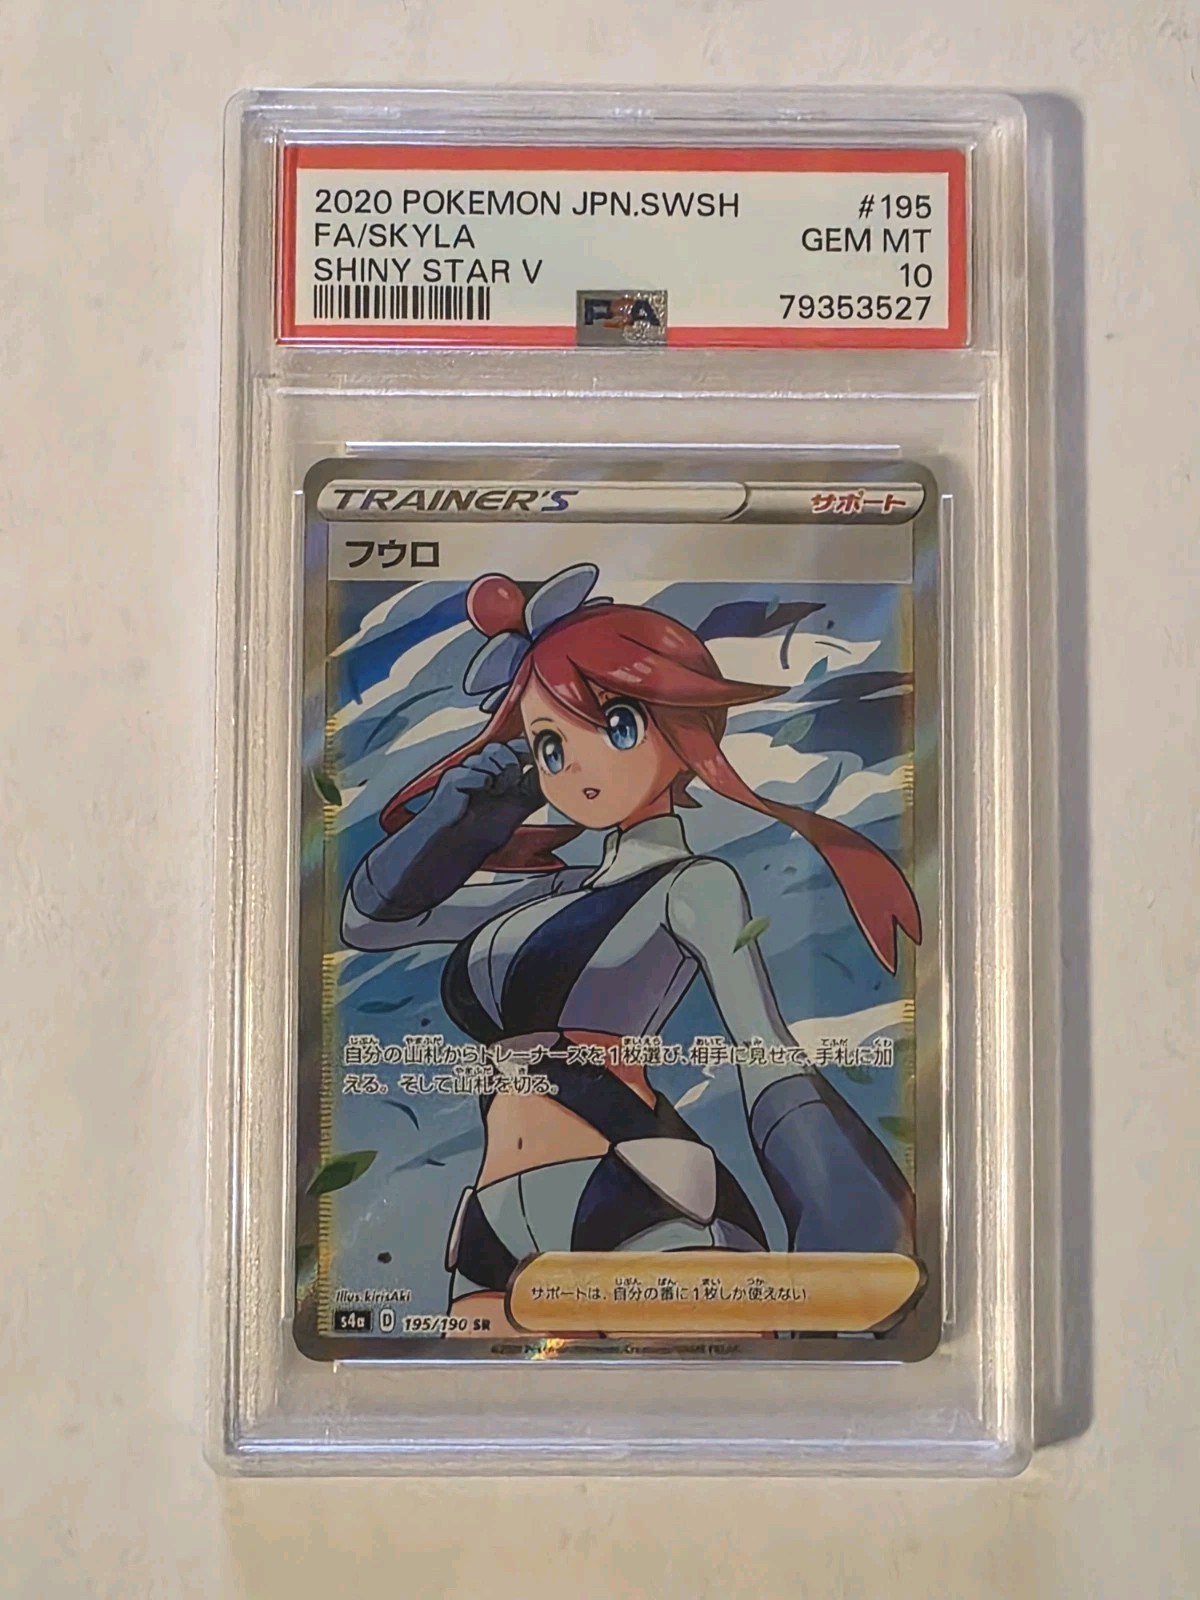 2020 POKEMON JPN.SWSH #195
FA/SKYLA GEM MT
SHINY STAR V 10
79353527
PSA
TRAINER'S サポート
フウロ
自分の山札からトレーナーズを1枚選び、相手に見せて、手札に加
える。そして山札を切る。
サポートは、自分の番に1枚しか使えない
illus. kirisAki
s4a D 195/190 SR